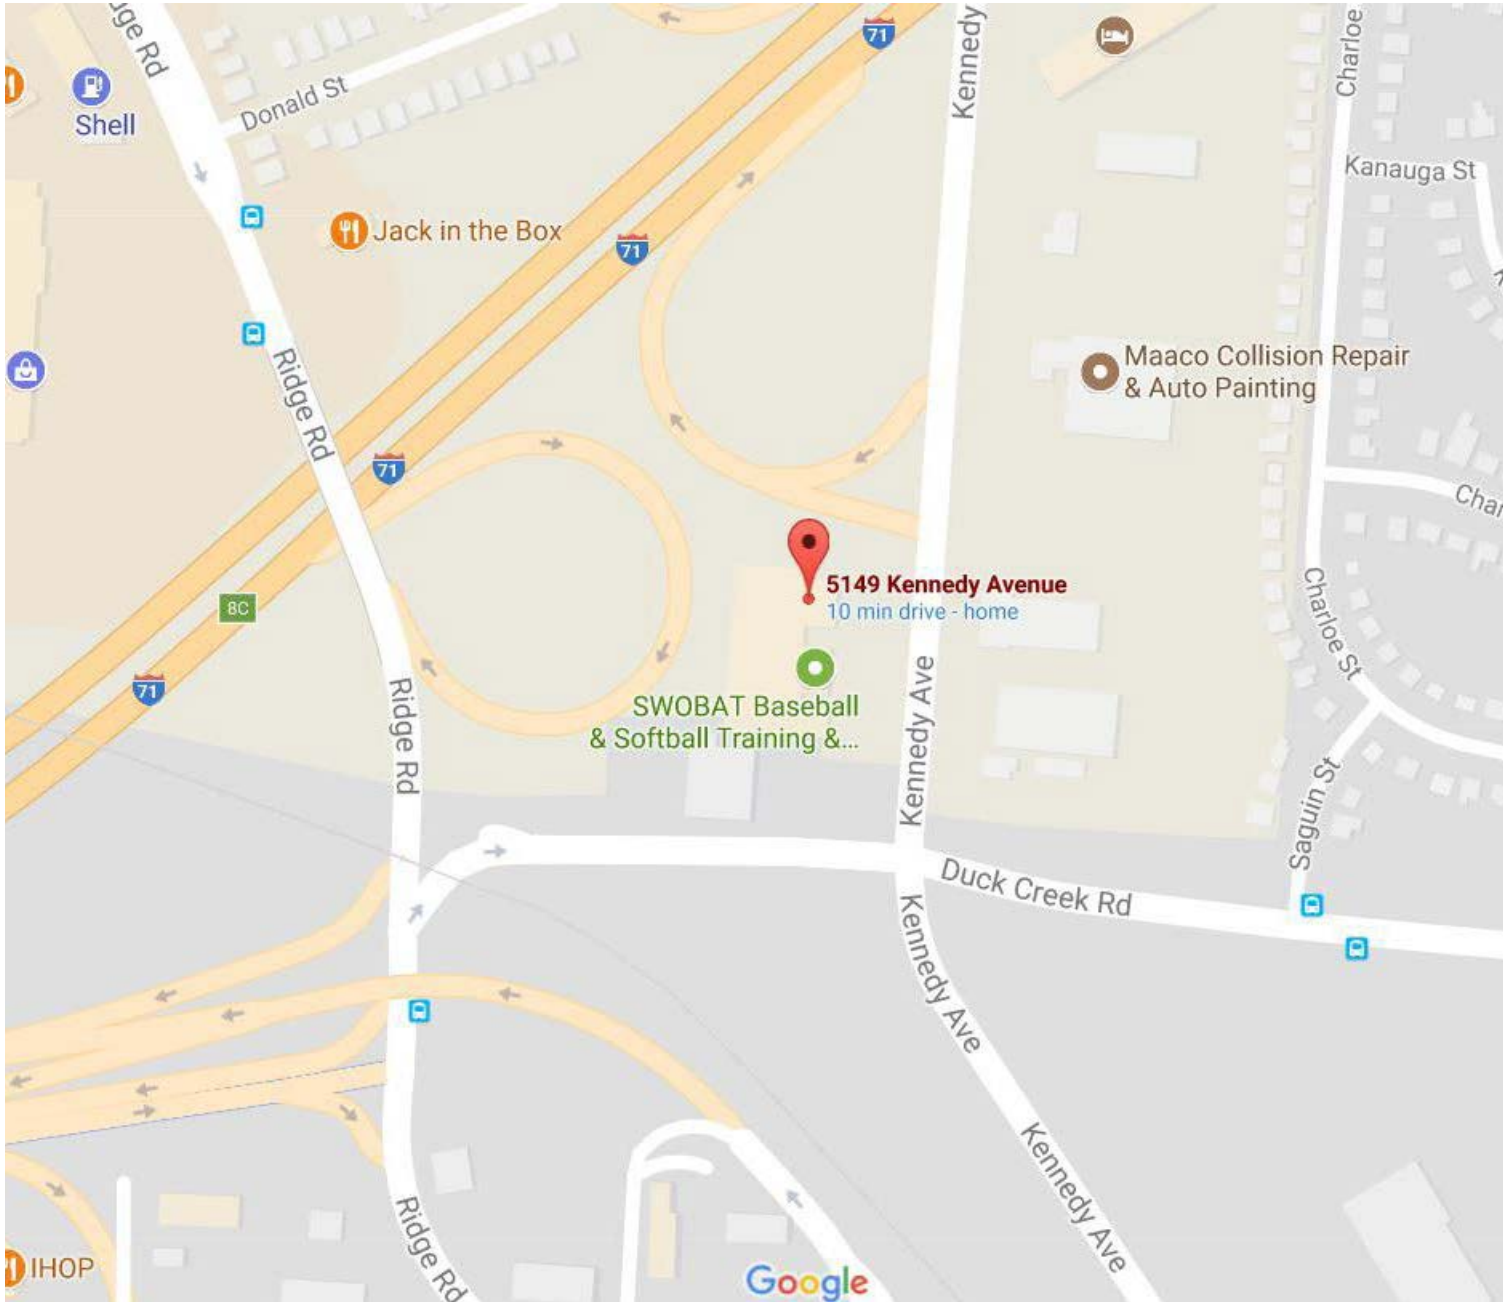 dge Rd
71
Kennedy
Charloe
Shell
Donald St
Kanauga St
Jack in the Box
71
Ridge Rd
Maaco Collision Repair
& Auto Painting
71
Char
5149 Kennedy Avenue
10 min drive - home
8C
Charloe St
71
Ridge Rd
SWOBAT Baseball
& Softball Training &...
Kennedy Ave
Saguin St
Duck Creek Rd
Kennedy Ave
Kennedy Ave
Ridge Rd
IHOP
Google